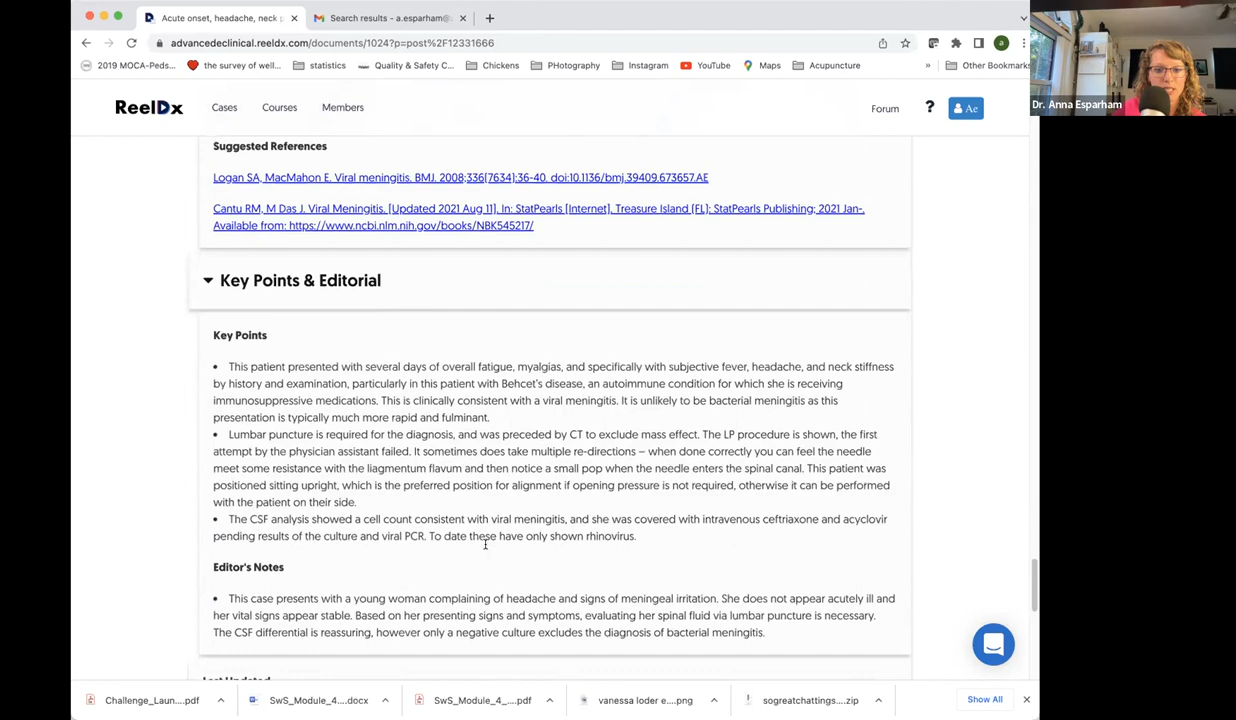 Acute onset, headache, neck p
Search results - a.esparham@
advancedeclinical.reeldx.com/documents/1024?p=post%2F12331666
2019 MOCA-Peds...
the survey of well...
statistics
Quality & Safety C...
Chickens
PHotography
Instagram
YouTube
Maps
Acupuncture
»
Other Bookmarks
Dr. Anna Esparham
ReelDx
Cases
Courses
Members
Forum
?
Ae
Suggested References
Logan SA, MacMahon E. Viral meningitis. BMJ. 2008;336(7634):36-40. doi:10.1136/bmj.39409.673657.AE
Cantu RM, M Das J. Viral Meningitis. [Updated 2021 Aug 11]. In: StatPearls [Internet]. Treasure Island (FL): StatPearls Publishing; 2021 Jan-.
Available from: https://www.ncbi.nlm.nih.gov/books/NBK545217/
Key Points & Editorial
Key Points
• This patient presented with several days of overall fatigue, myalgias, and specifically with subjective fever, headache, and neck stiffness
by history and examination, particularly in this patient with Behcet's disease, an autoimmune condition for which she is receiving
immunosuppressive medications. This is clinically consistent with a viral meningitis. It is unlikely to be bacterial meningitis as this
presentation is typically much more rapid and fulminant.
• Lumbar puncture is required for the diagnosis, and was preceded by CT to exclude mass effect. The LP procedure is shown, the first
attempt by the physician assistant failed. It sometimes does take multiple re-directions – when done correctly you can feel the needle
meet some resistance with the liagmentum flavum and then notice a small pop when the needle enters the spinal canal. This patient was
positioned sitting upright, which is the preferred position for alignment if opening pressure is not required, otherwise it can be performed
with the patient on their side.
• The CSF analysis showed a cell count consistent with viral meningitis, and she was covered with intravenous ceftriaxone and acyclovir
pending results of the culture and viral PCR. To date these have only shown rhinovirus.
Editor's Notes
• This case presents with a young woman complaining of headache and signs of meningeal irritation. She does not appear acutely ill and
her vital signs appear stable. Based on her presenting signs and symptoms, evaluating her spinal fluid via lumbar puncture is necessary.
The CSF differential is reassuring, however only a negative culture excludes the diagnosis of bacterial meningitis.
Last Updated
Challenge_Laun....pdf
SwS_Module_4....docx
SwS_Module_4_....pdf
vanessa loder e....png
sogreatchattings....zip
Show All